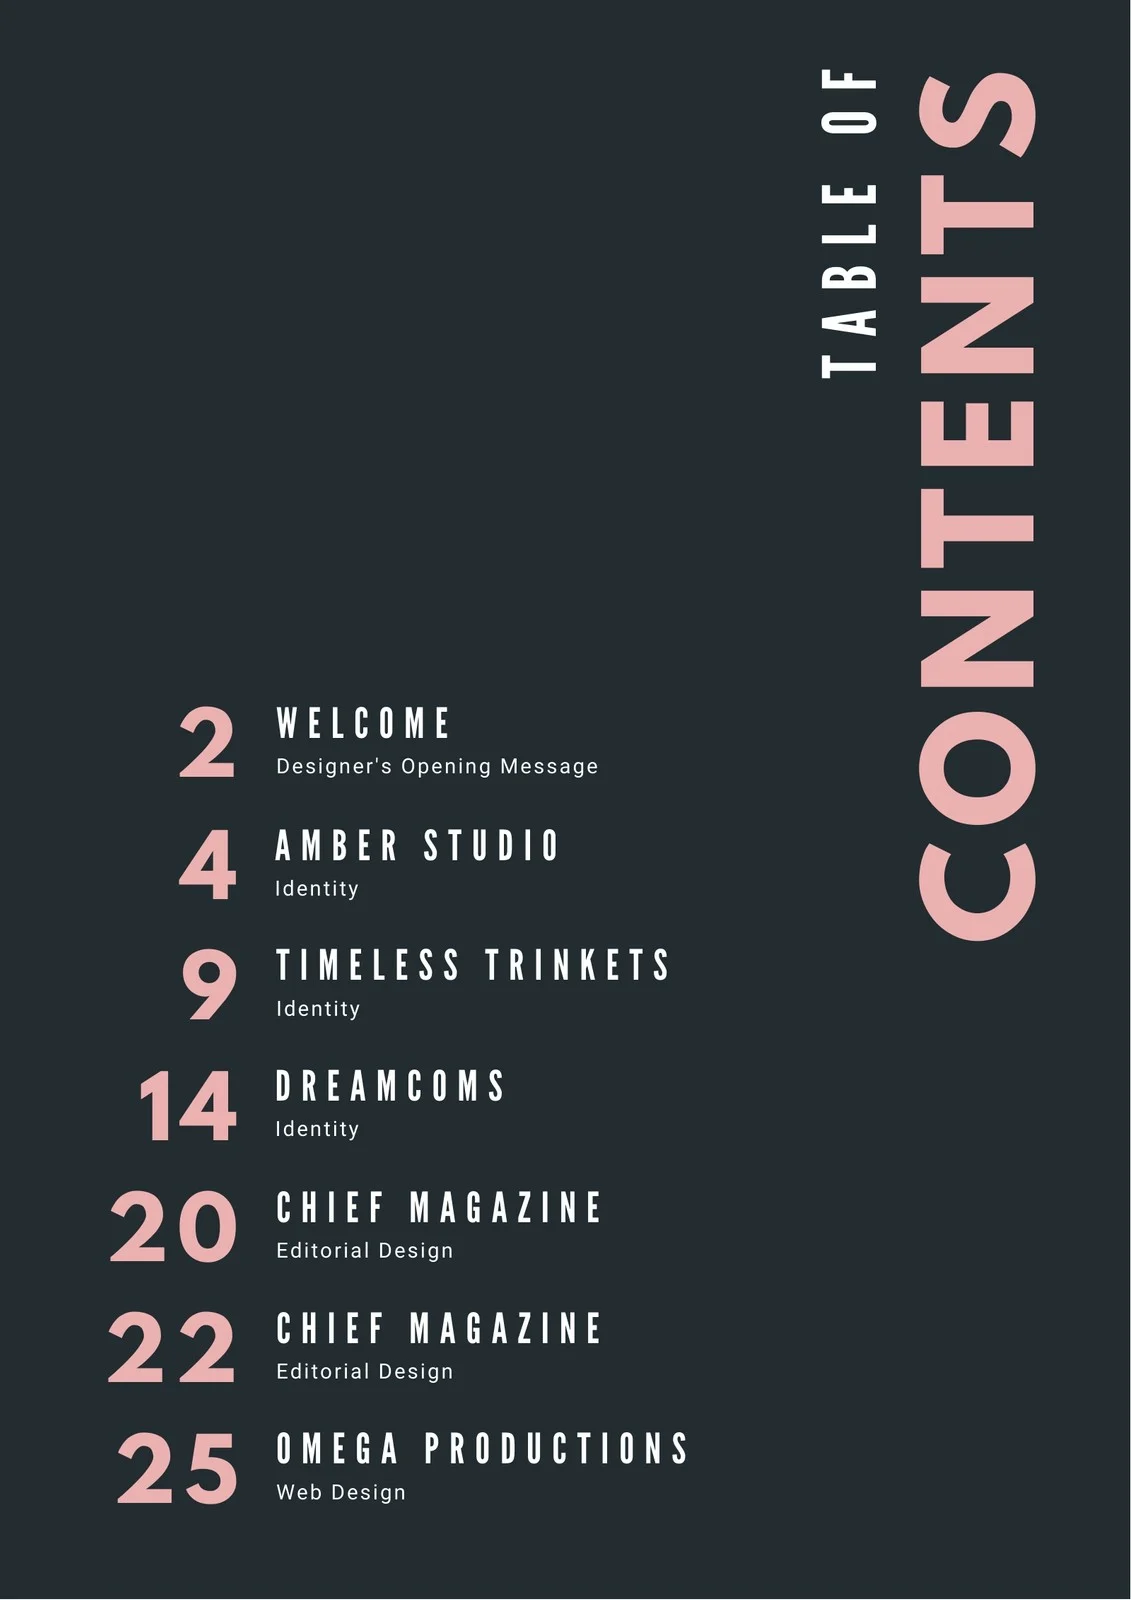 TABLE OF
CONTENTS
2 WELCOME
Designer's Opening Message
4 AMBER STUDIO
Identity
9 TIMELESS TRINKETS
Identity
14 DREAMCOMS
Identity
20 CHIEF MAGAZINE
Editorial Design
22 CHIEF MAGAZINE
Editorial Design
25 OMEGA PRODUCTIONS
Web Design